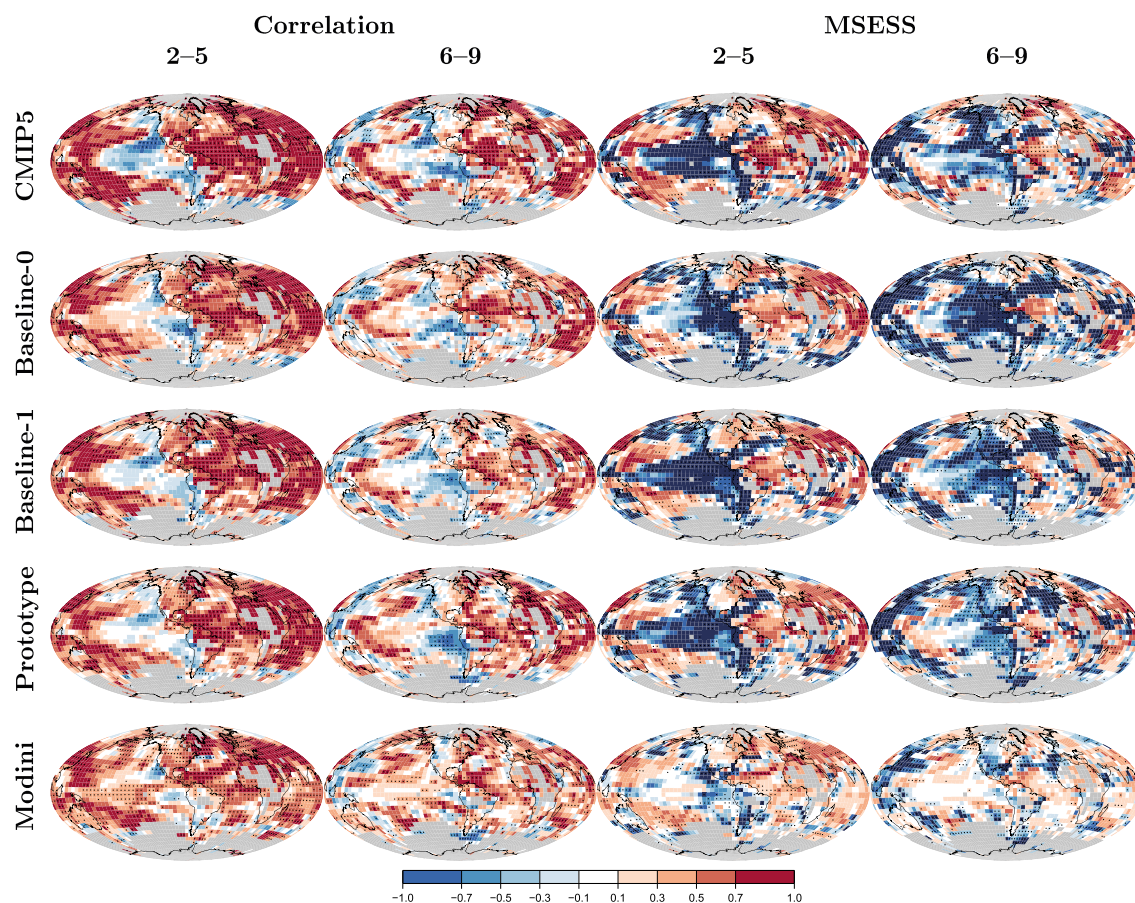 Correlation MSESS
2–5 6–9 2–5 6–9
CMIP5
Baseline-0
Baseline-1
Prototype
Modini
−1.0 −0.7 −0.5 −0.3 −0.1 0.1 0.3 0.5 0.7 1.0